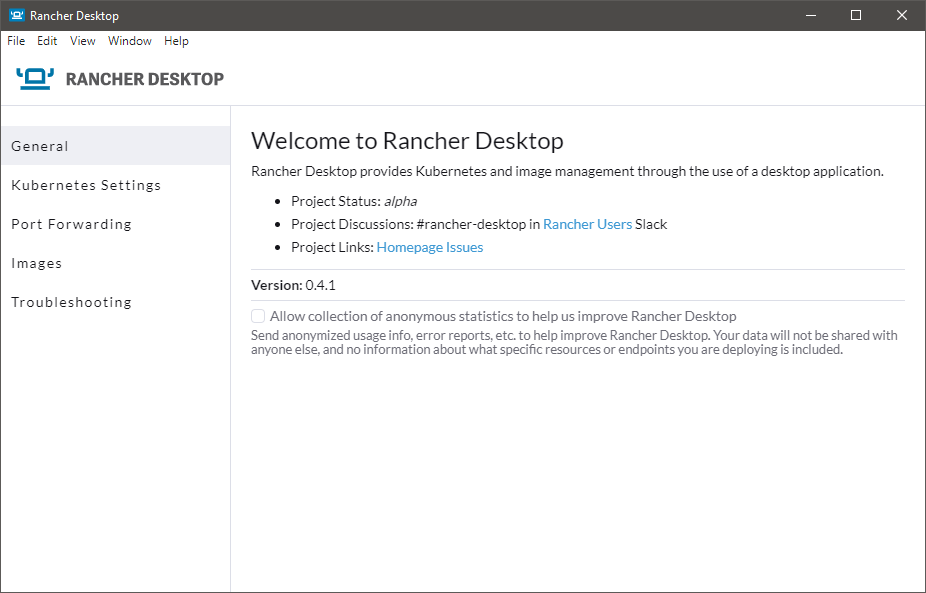 Rancher Desktop
File Edit View Window Help
RANCHER DESKTOP
General
Kubernetes Settings
Port Forwarding
Images
Troubleshooting
Welcome to Rancher Desktop
Rancher Desktop provides Kubernetes and image management through the use of a desktop application.
Project Status: alpha
Project Discussions: #rancher-desktop in Rancher Users Slack
Project Links: Homepage Issues
Version: 0.4.1
Allow collection of anonymous statistics to help us improve Rancher Desktop
Send anonymized usage info, error reports, etc. to help improve Rancher Desktop. Your data will not be shared with
anyone else, and no information about what specific resources or endpoints you are deploying is included.